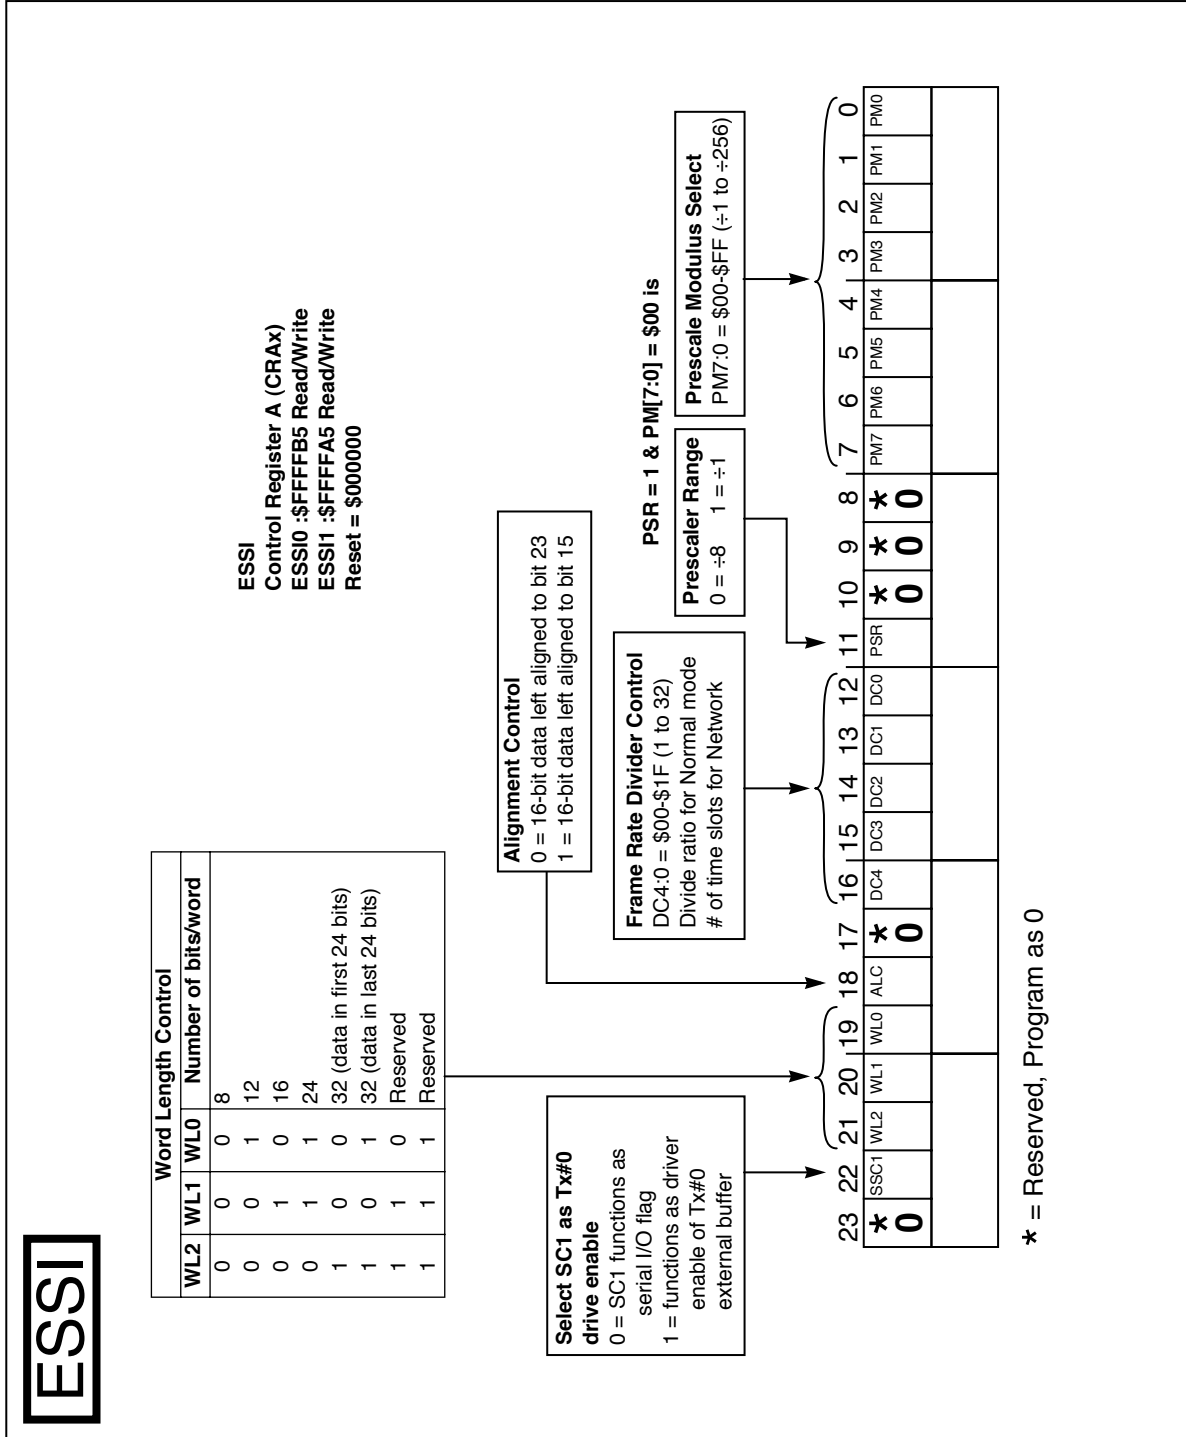 ESSI
ESSI
Control Register A (CRAx)
ESSI0 :$FFFFB5 Read/Write
ESSI1 :$FFFFA5 Read/Write
Reset = $000000
Word Length Control
WL2 WL1 WL0 Number of bits/word
0 0 0 8
0 0 1 12
0 1 0 16
0 1 1 24
1 0 0 32 (data in first 24 bits)
1 0 1 32 (data in last 24 bits)
1 1 0 Reserved
1 1 1 Reserved
Alignment Control
0 = 16-bit data left aligned to bit 23
1 = 16-bit data left aligned to bit 15
Select SC1 as Tx#0
drive enable
0 = SC1 functions as
serial I/O flag
1 = functions as driver
enable of Tx#0
external buffer
Frame Rate Divider Control
DC4:0 = $00-$1F (1 to 32)
Divide ratio for Normal mode
# of time slots for Network
PSR = 1 & PM[7:0] = $00 is
Prescaler Range
0 = ÷8 1 = ÷1
Prescale Modulus Select
PM7:0 = $00-$FF (÷1 to ÷256)
23 22 21 20 19 18 17 16 15 14 13 12 11 10 9 8 7 6 5 4 3 2 1 0
*0 SSC1 WL2 WL1 WL0 ALC *0 DC4 DC3 DC2 DC1 DC0 PSR *0 *0 *0 PM7 PM6 PM5 PM4 PM3 PM2 PM1 PM0
* = Reserved, Program as 0